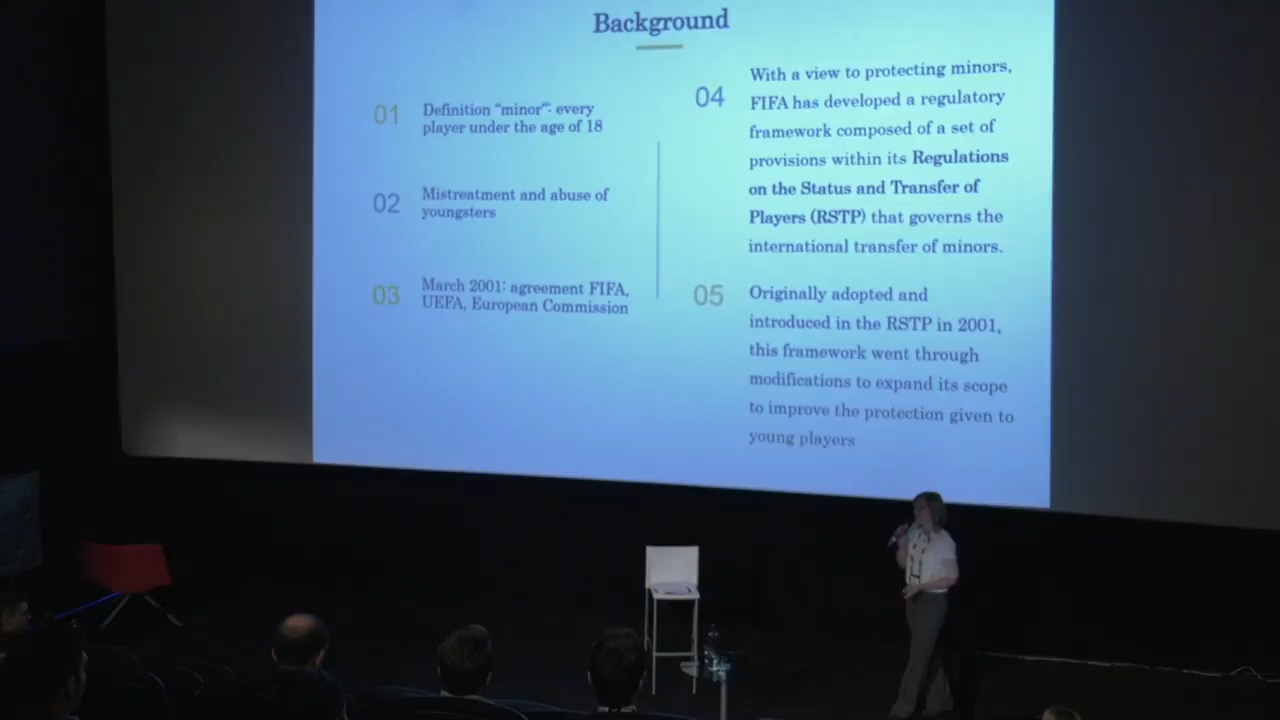 Background
01
Definition “minor”: every
player under the age of 18
02
Mistreatment and abuse of
youngsters
03
March 2001: agreement FIFA,
UEFA, European Commission
04
With a view to protecting minors,
FIFA has developed a regulatory
framework composed of a set of
provisions within its Regulations
on the Status and Transfer of
Players (RSTP) that governs the
international transfer of minors.
05
Originally adopted and
introduced in the RSTP in 2001,
this framework went through
modifications to expand its scope
to improve the protection given to
young players